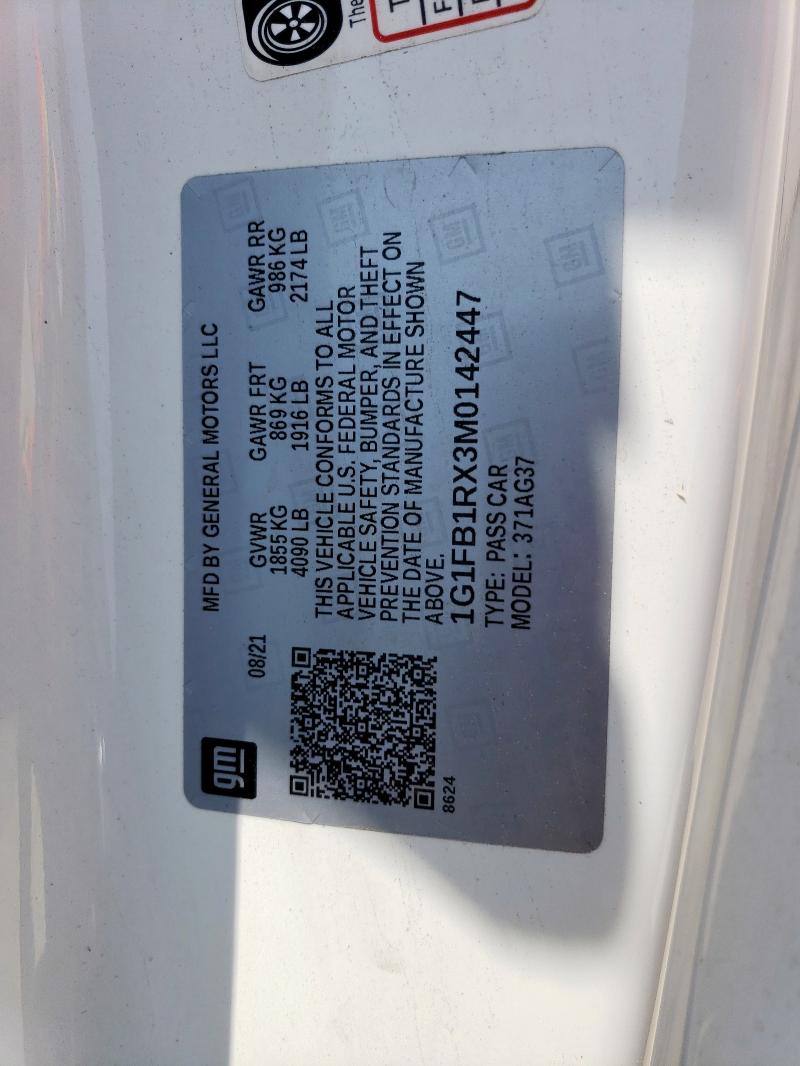 The
T
F
MFD BY GENERAL MOTORS LLC
gm
08/21
GVWR GAWR FRT GAWR RR
1855 KG 869 KG 986 KG
4090 LB 1916 LB 2174 LB
THIS VEHICLE CONFORMS TO ALL
APPLICABLE U.S. FEDERAL MOTOR
VEHICLE SAFETY, BUMPER, AND THEFT
PREVENTION STANDARDS IN EFFECT ON
THE DATE OF MANUFACTURE SHOWN
ABOVE.
1G1FB1RX3M0142447
TYPE: PASS CAR
MODEL: 371AG37
8624